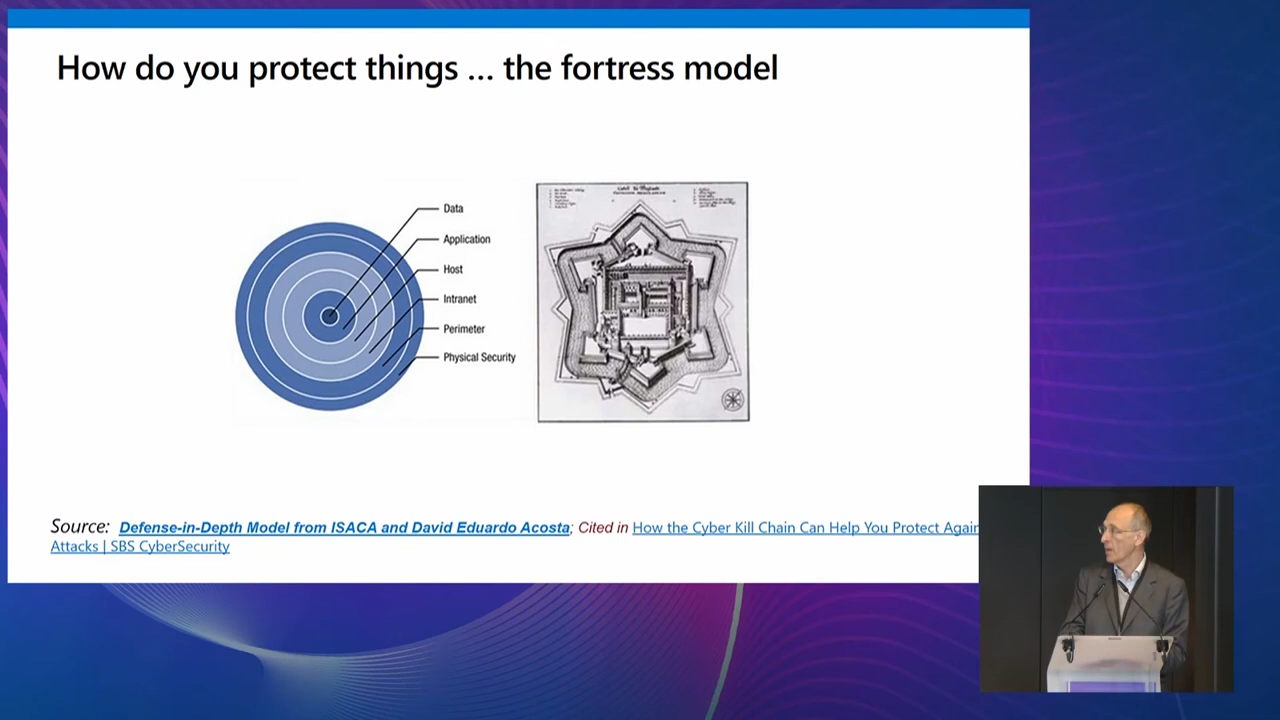 How do you protect things ... the fortress model
Data
Application
Host
Intranet
Perimeter
Physical Security
Source: Defense-in-Depth Model from ISACA and David Eduardo Acosta; Cited in How the Cyber Kill Chain Can Help You Protect Again
Attacks | SBS CyberSecurity